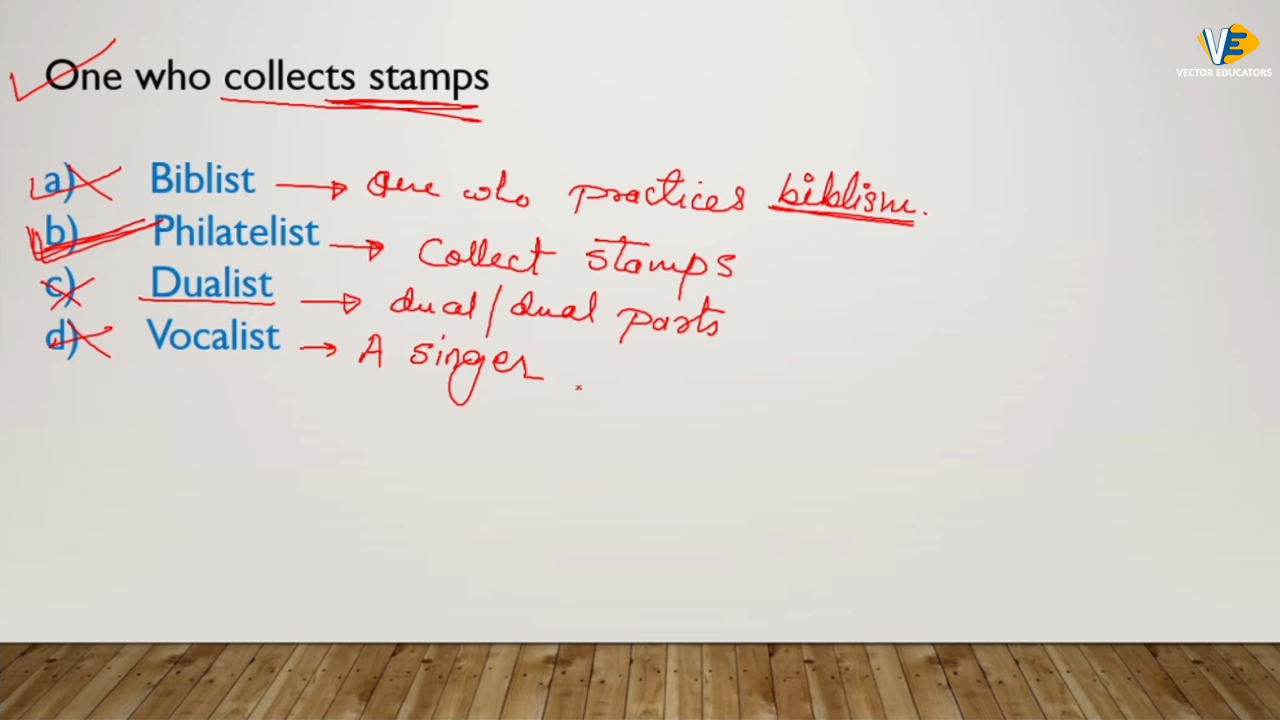 VE
VECTOR EDUCATORS
One who collects stamps
a) Biblist → One who practices biblism.
b) Philatelist → Collect stamps
c) Dualist → dual/dual parts
d) Vocalist → A singer